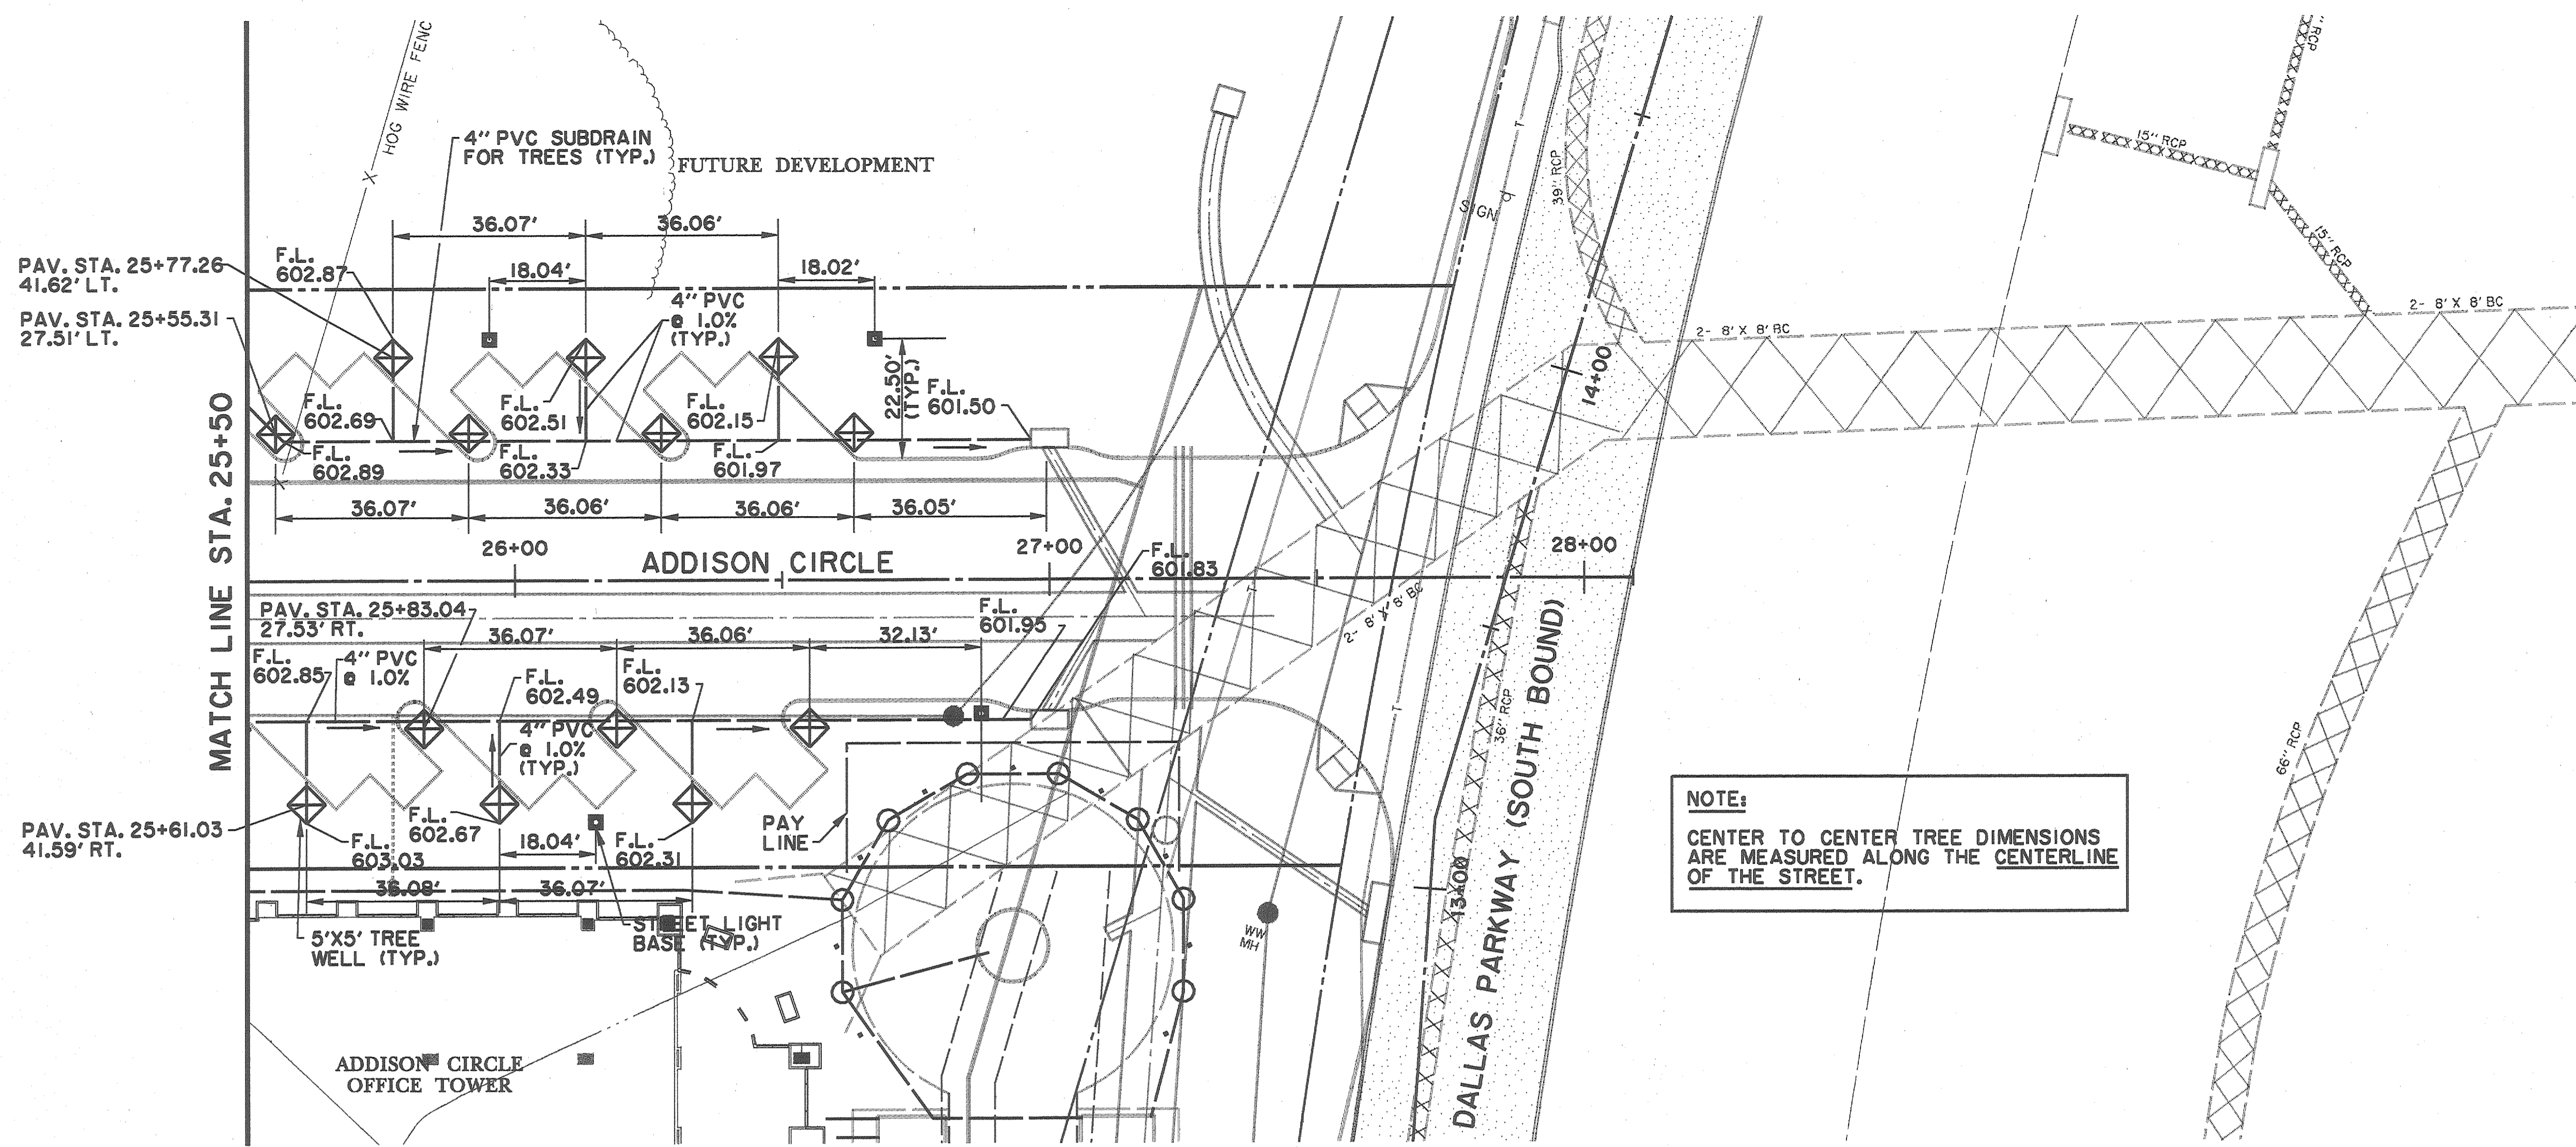 HOG WIRE FENC
X
4" PVC SUBDRAIN
FOR TREES (TYP.)
FUTURE DEVELOPMENT
36.07'
36.06'
PAV. STA. 25+77.26
41.62' LT.
F.L.
602.87
18.04'
18.02'
PAV. STA. 25+55.31
27.51' LT.
4" PVC
@ 1.0%
(TYP.)
22.50'
(TYP.)
F.L.
601.50
F.L.
602.69
F.L.
602.51
F.L.
602.15
F.L.
602.89
F.L.
602.33
F.L.
601.97
36.07'
36.06'
36.06'
36.05'
MATCH LINE STA. 25+50
26+00
27+00
28+00
ADDISON CIRCLE
F.L.
601.83
PAV. STA. 25+83.04
27.53' RT.
36.07'
36.06'
32.13'
F.L.
601.95
F.L.
602.85
4" PVC
@ 1.0%
F.L.
602.49
F.L.
602.13
4" PVC
@ 1.0%
(TYP.)
PAV. STA. 25+61.03
41.59' RT.
F.L.
603.03
F.L.
602.67
18.04'
F.L.
602.31
PAY
LINE
36.08'
36.07'
5'X5' TREE
WELL (TYP.)
STREET LIGHT
BASE (TYP.)
ADDISON CIRCLE
OFFICE TOWER
WW
MH
SIGN
39" RCP
14+00
2- 8' X 8' BC
36" RCP
13+00
DALLAS PARKWAY (SOUTH BOUND)
2- 8' X 8' BC
2- 8' X 8' BC
15" RCP
15" RCP
RCP
66" RCP
NOTE:
CENTER TO CENTER TREE DIMENSIONS
ARE MEASURED ALONG THE CENTERLINE
OF THE STREET.